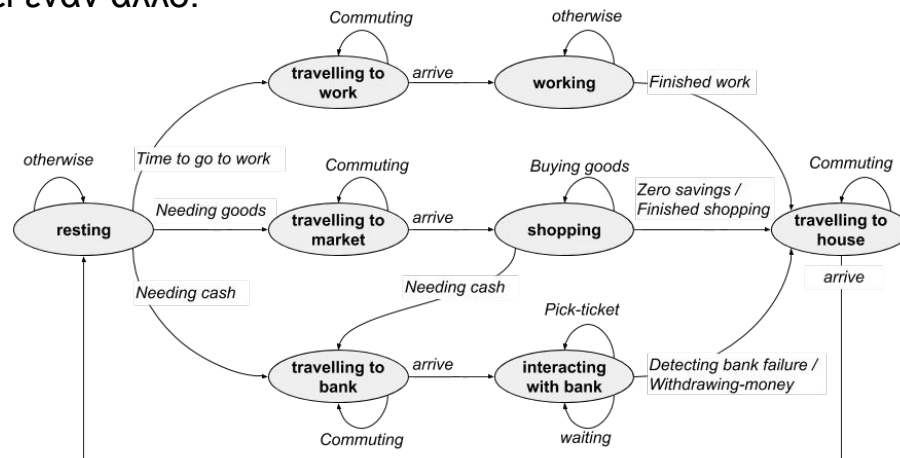 εναν αλλο.
Commuting
otherwise
travelling to
work
arrive
working
Finished work
otherwise
Time to go to work
Commuting
Buying goods
Commuting
resting
Needing goods
travelling to
market
arrive
shopping
Zero savings /
Finished shopping
travelling to
house
Needing cash
Needing cash
arrive
Pick-ticket
travelling to
bank
arrive
interacting
with bank
Detecting bank failure /
Withdrawing-money
Commuting
waiting